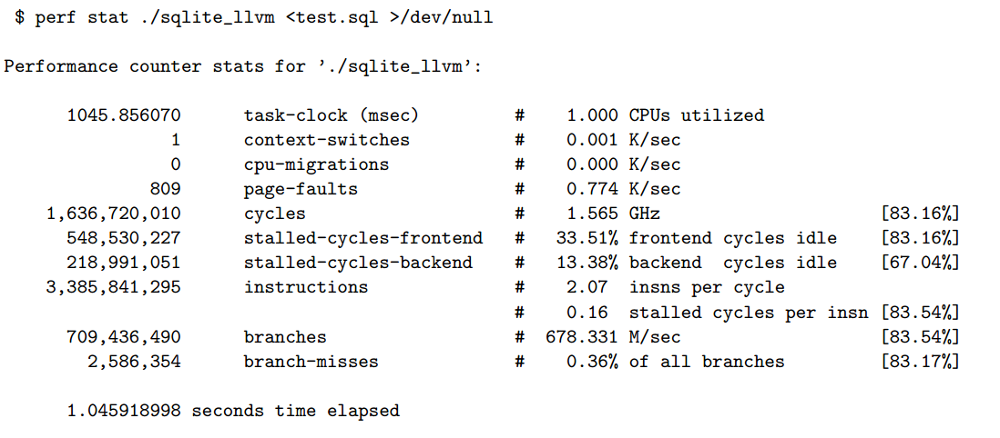 $ perf stat ./sqlite_llvm <test.sql >/dev/null
Performance counter stats for ’./sqlite_llvm’:
1045.856070 task-clock (msec) # 1.000 CPUs utilized
1 context-switches # 0.001 K/sec
0 cpu-migrations # 0.000 K/sec
809 page-faults # 0.774 K/sec
1,636,720,010 cycles # 1.565 GHz [83.16%]
548,530,227 stalled-cycles-frontend # 33.51% frontend cycles idle [83.16%]
218,991,051 stalled-cycles-backend # 13.38% backend cycles idle [67.04%]
3,385,841,295 instructions # 2.07 insns per cycle
# 0.16 stalled cycles per insn [83.54%]
709,436,490 branches # 678.331 M/sec [83.54%]
2,586,354 branch-misses # 0.36% of all branches [83.17%]
1.045918998 seconds time elapsed